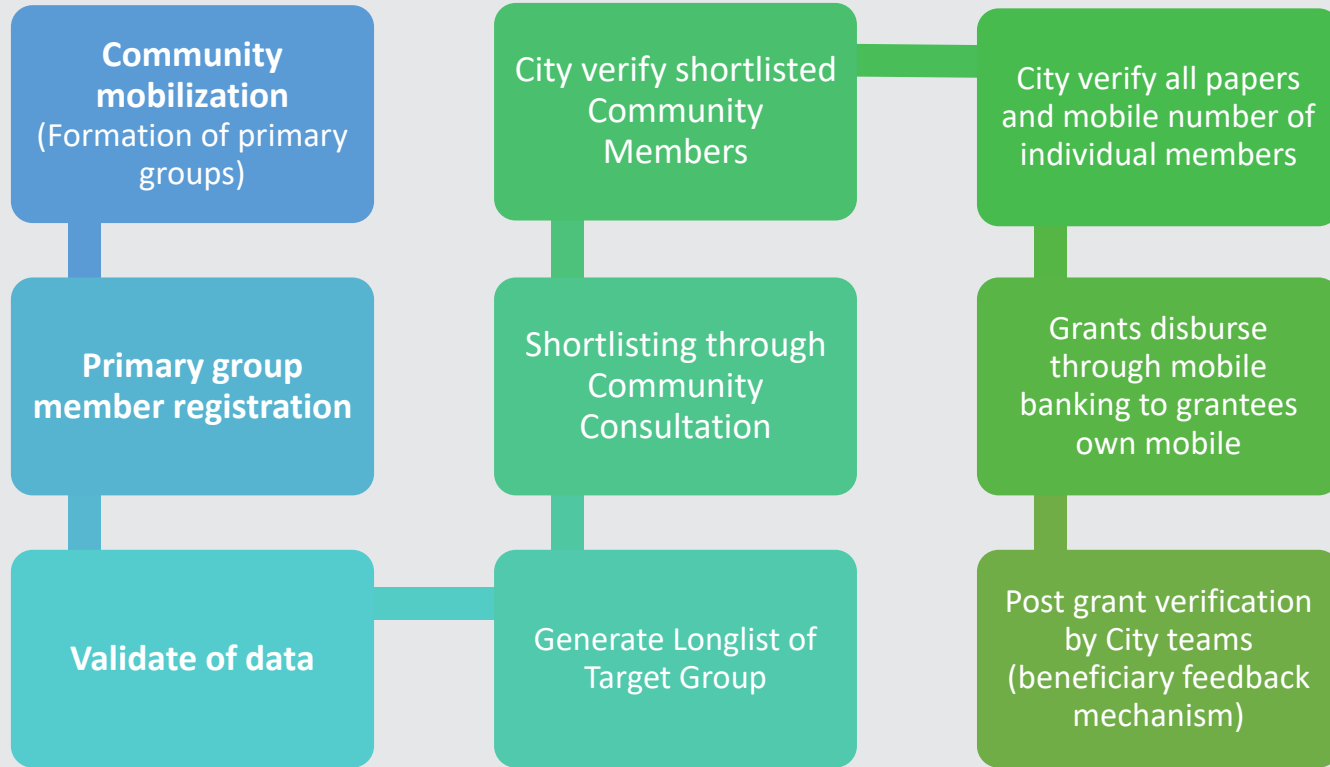 Community
mobilization
(Formation of primary
groups)
Primary group
member registration
Validate of data
Generate Longlist of
Target Group
Shortlisting through
Community
Consultation
City verify shortlisted
Community
Members
City verify all papers
and mobile number of
individual members
Grants disburse
through mobile
banking to grantees
own mobile
Post grant verification
by City teams
(beneficiary feedback
mechanism)